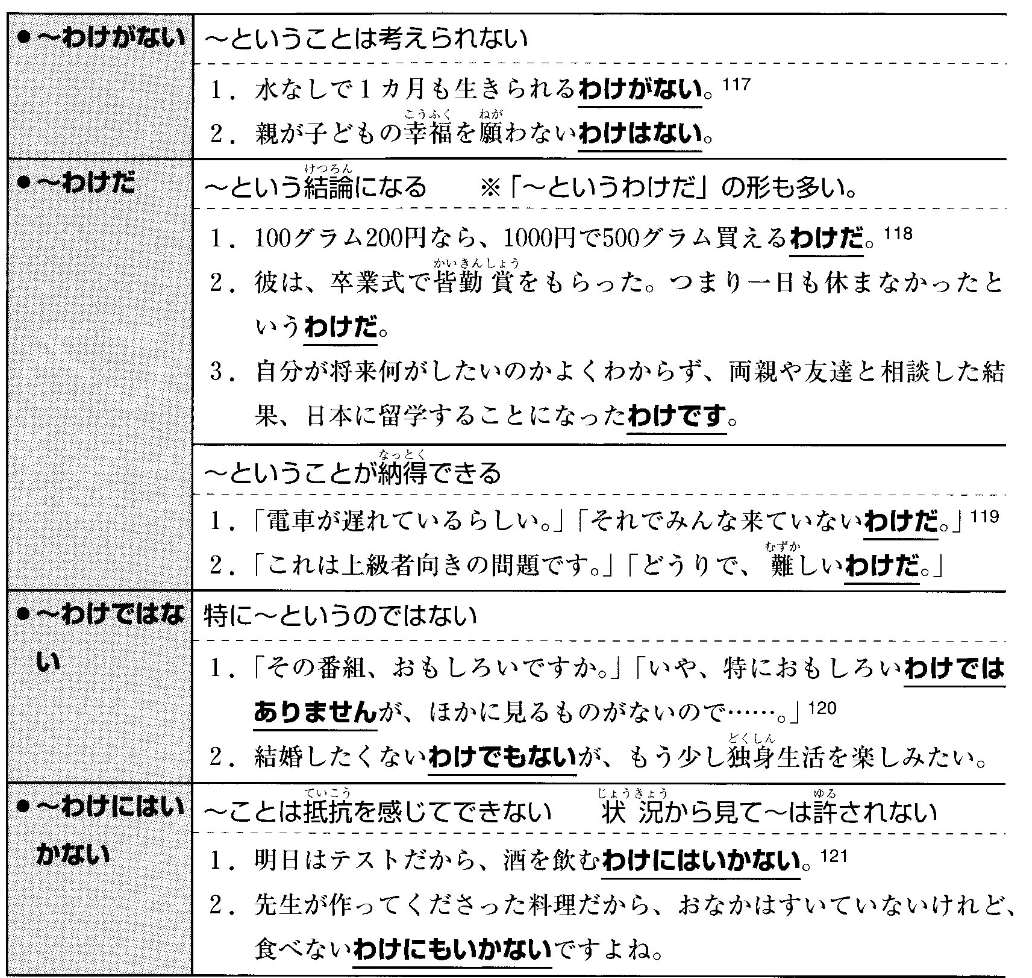 ●～わけがない
～ということは考えられない
1．水なしで1カ月も生きられるわけがない。117
2．親が子どもの幸福を願わないわけはない。
●～わけだ
～という結論になる　※「～というわけだ」の形も多い。
1．100グラム200円なら、1000円で500グラム買えるわけだ。118
2．彼は、卒業式で皆勤賞をもらった。つまり一日も休まなかったと
いうわけだ。
3．自分が将来何がしたいのかよくわからず、両親や友達と相談した結
果、日本に留学することになったわけです。
～ということが納得できる
1．「電車が遅れているらしい。」「それでみんな来ていないわけだ。」119
2．「これは上級者向きの問題です。」「どうりで、難しいわけだ。」
●～わけではな
い
特に～というのではない
1．「その番組、おもしろいですか。」「いや、特におもしろいわけでは
ありませんが、ほかに見るものがないので……。」120
2．結婚したくないわけでもないが、もう少し独身生活を楽しみたい。
●～わけにはい
かない
～ことは抵抗を感じてできない　状況から見て～は許されない
1．明日はテストだから、酒を飲むわけにはいかない。121
2．先生が作ってくださった料理だから、おなかはすいていないけれど、
食べないわけにもいかないですよね。